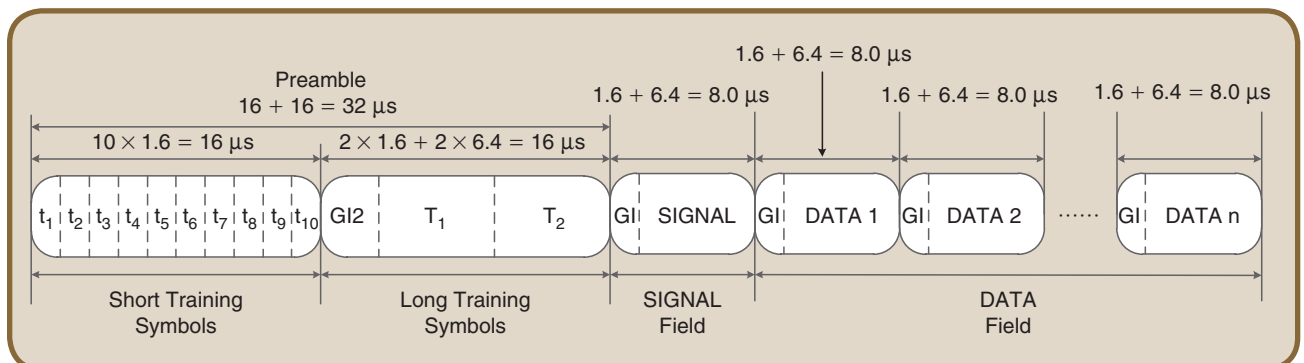 1.6 + 6.4 = 8.0 μs
Preamble
16 + 16 = 32 μs
1.6 + 6.4 = 8.0 μs
1.6 + 6.4 = 8.0 μs
1.6 + 6.4 = 8.0 μs
10 × 1.6 = 16 μs
2 × 1.6 + 2 × 6.4 = 16 μs
t1 t2 t3 t4 t5 t6 t7 t8 t9 t10 GI2 T1 T2 GI SIGNAL GI DATA 1 GI DATA 2 ...... GI DATA n
Short Training
Symbols
Long Training
Symbols
SIGNAL
Field
DATA
Field